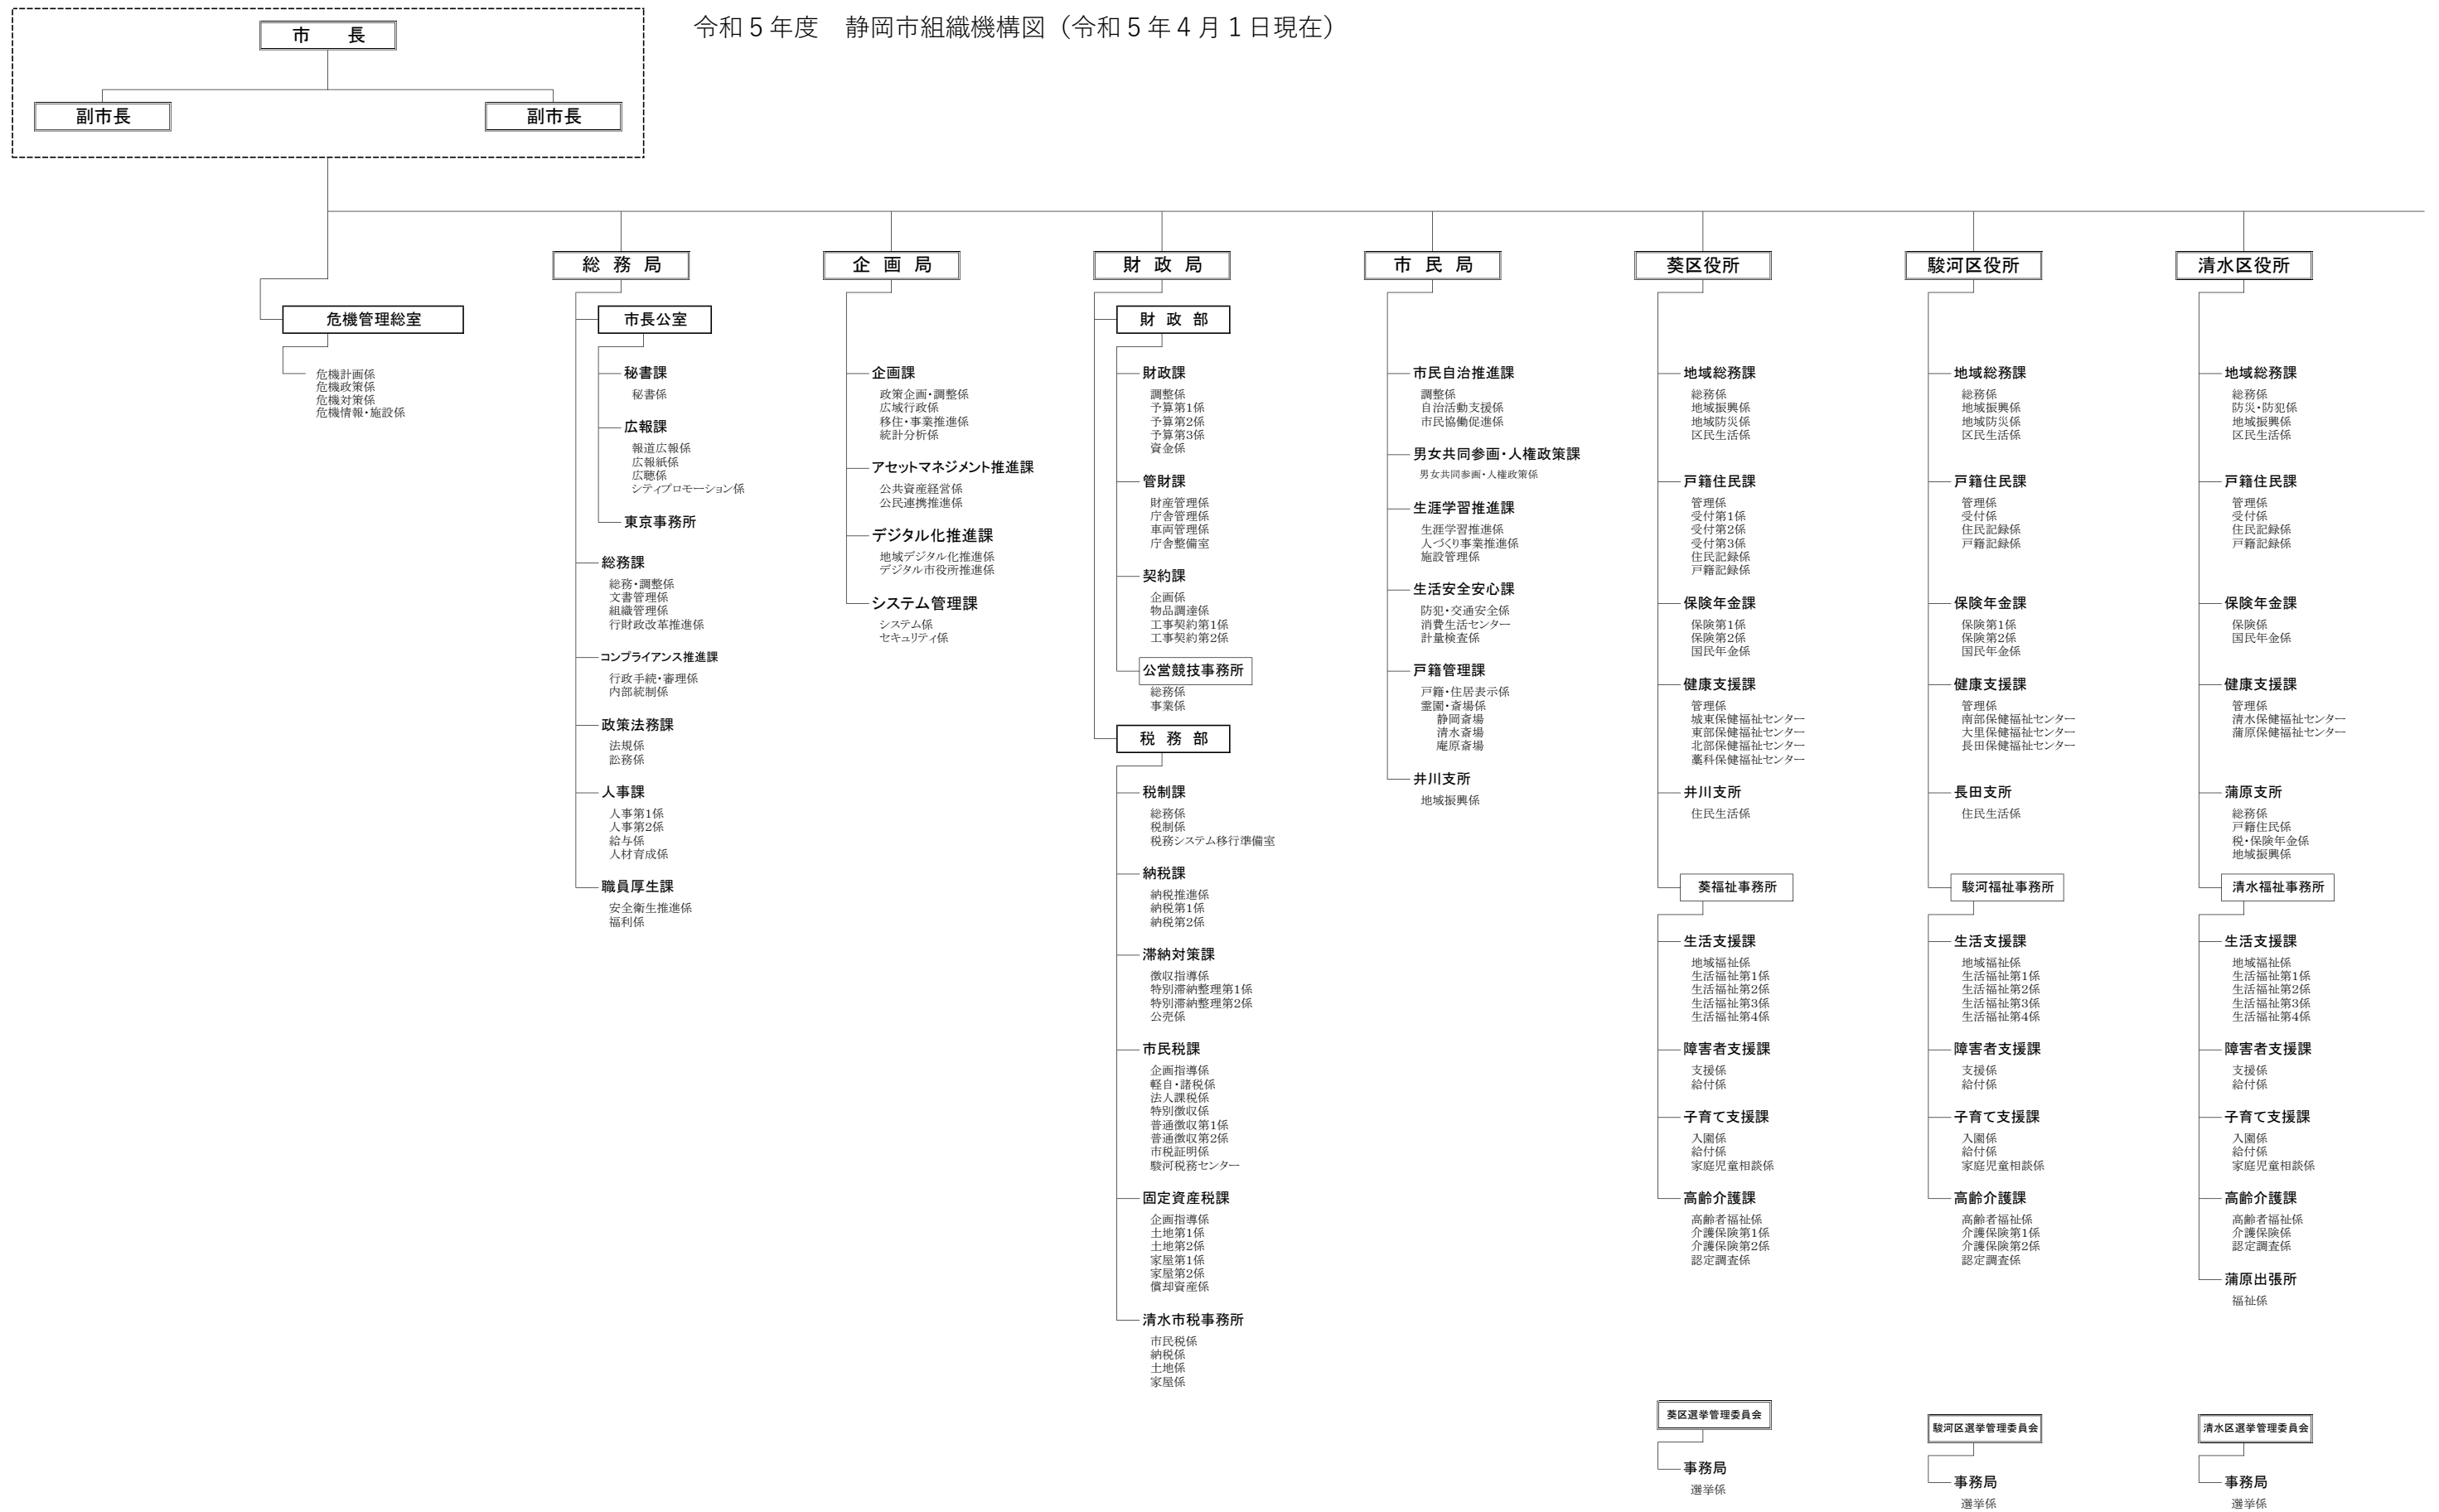 令和５年度　静岡市組織機構図（令和５年４月１日現在）
市　　長
副市長
副市長
危機管理総室
危機計画係
危機政策係
危機対策係
危機情報・施設係
総 務 局
市長公室
秘書課
秘書係
広報課
報道広報係
広報紙係
広聴係
シティプロモーション係
東京事務所
総務課
総務・調整係
文書管理係
組織管理係
行財政改革推進係
コンプライアンス推進課
行政手続・審理係
内部統制係
政策法務課
法規係
訟務係
人事課
人事第1係
人事第2係
給与係
人材育成係
職員厚生課
安全衛生推進係
福利係
企 画 局
企画課
政策企画・調整係
広域行政係
移住・事業推進係
統計分析係
アセットマネジメント推進課
公共資産経営係
公民連携推進係
デジタル化推進課
地域デジタル化推進係
デジタル市役所推進係
システム管理課
システム係
セキュリティ係
財 政 局
財 政 部
財政課
調整係
予算第1係
予算第2係
予算第3係
資金係
管財課
財産管理係
庁舎管理係
車両管理係
庁舎整備室
契約課
企画係
物品調達係
工事契約第1係
工事契約第2係
公営競技事務所
総務係
事業係
税 務 部
税制課
総務係
税制係
税務システム移行準備室
納税課
納税推進係
納税第1係
納税第2係
滞納対策課
徴収指導係
特別滞納整理第1係
特別滞納整理第2係
公売係
市民税課
企画指導係
軽自・諸税係
法人課税係
特別徴収係
普通徴収第1係
普通徴収第2係
市税証明係
駿河税務センター
固定資産税課
企画指導係
土地第1係
土地第2係
家屋第1係
家屋第2係
償却資産係
清水市税事務所
市民税係
納税係
土地係
家屋係
市 民 局
市民自治推進課
調整係
自治活動支援係
市民協働促進係
男女共同参画・人権政策課
男女共同参画・人権政策係
生涯学習推進課
生涯学習推進係
人づくり事業推進係
施設管理係
生活安全安心課
防犯・交通安全係
消費生活センター
計量検査係
戸籍管理課
戸籍・住居表示係
霊園・斎場係
静岡斎場
清水斎場
庵原斎場
井川支所
地域振興係
葵区役所
地域総務課
総務係
地域振興係
地域防災係
区民生活係
戸籍住民課
管理係
受付第1係
受付第2係
受付第3係
住民記録係
戸籍記録係
保険年金課
保険第1係
保険第2係
国民年金係
健康支援課
管理係
城東保健福祉センター
東部保健福祉センター
北部保健福祉センター
藁科保健福祉センター
井川支所
住民生活係
葵福祉事務所
生活支援課
地域福祉係
生活福祉第1係
生活福祉第2係
生活福祉第3係
生活福祉第4係
障害者支援課
支援係
給付係
子育て支援課
入園係
給付係
家庭児童相談係
高齢介護課
高齢者福祉係
介護保険第1係
介護保険第2係
認定調査係
葵区選挙管理委員会
事務局
選挙係
駿河区役所
地域総務課
総務係
地域振興係
地域防災係
区民生活係
戸籍住民課
管理係
受付係
住民記録係
戸籍記録係
保険年金課
保険第1係
保険第2係
国民年金係
健康支援課
管理係
南部保健福祉センター
大里保健福祉センター
長田保健福祉センター
長田支所
住民生活係
駿河福祉事務所
生活支援課
地域福祉係
生活福祉第1係
生活福祉第2係
生活福祉第3係
生活福祉第4係
障害者支援課
支援係
給付係
子育て支援課
入園係
給付係
家庭児童相談係
高齢介護課
高齢者福祉係
介護保険第1係
介護保険第2係
認定調査係
駿河区選挙管理委員会
事務局
選挙係
清水区役所
地域総務課
総務係
防災・防犯係
地域振興係
区民生活係
戸籍住民課
管理係
受付係
住民記録係
戸籍記録係
保険年金課
保険係
国民年金係
健康支援課
管理係
清水保健福祉センター
蒲原保健福祉センター
蒲原支所
総務係
戸籍住民係
税・保険年金係
地域振興係
清水福祉事務所
生活支援課
地域福祉係
生活福祉第1係
生活福祉第2係
生活福祉第3係
生活福祉第4係
障害者支援課
支援係
給付係
子育て支援課
入園係
給付係
家庭児童相談係
高齢介護課
高齢者福祉係
介護保険係
認定調査係
蒲原出張所
福祉係
清水区選挙管理委員会
事務局
選挙係